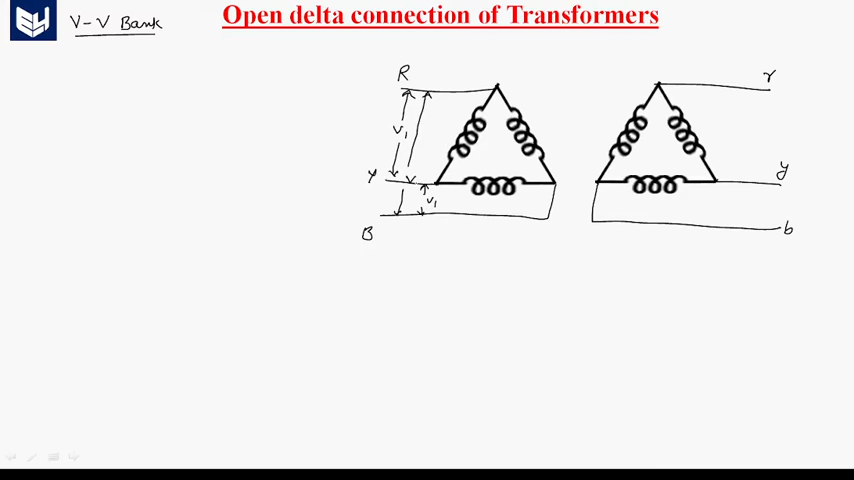 Open delta connection of Transformers
V-V Bank
R
r
V1
Y
y
V1
B
b